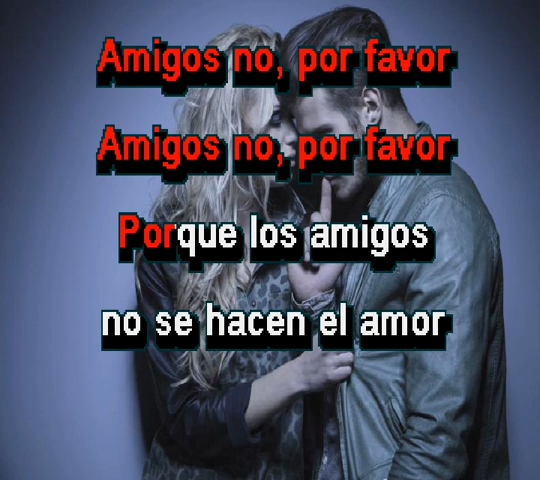 Amigos no, por favor
Amigos no, por favor
Porque los amigos
no se hacen el amor